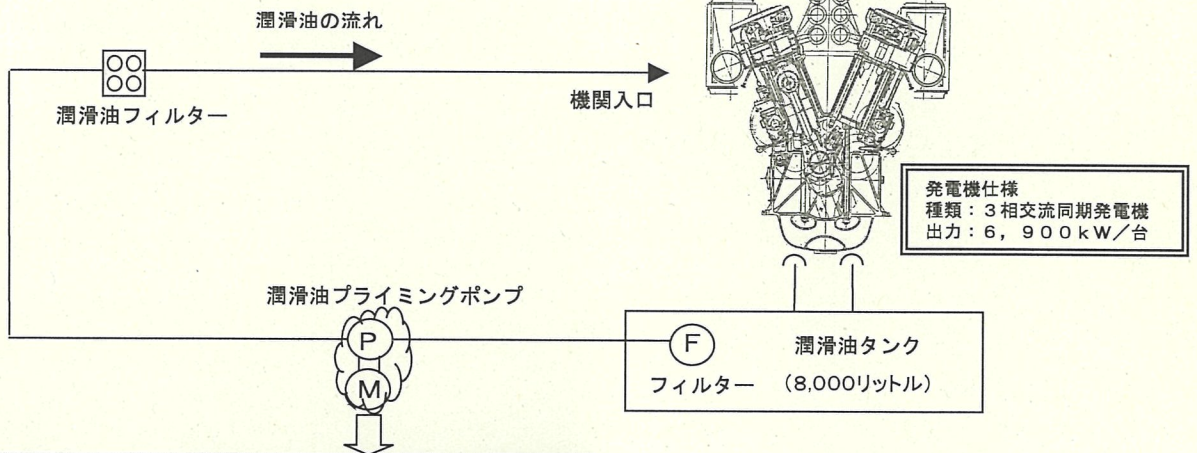 潤滑油の流れ
潤滑油フィルター
機関入口
発電機仕様
種類：３相交流同期発電機
出力：６，９００ｋＷ／台
潤滑油プライミングポンプ
P
M
F
潤滑油タンク
フィルター
（8,000リットル）